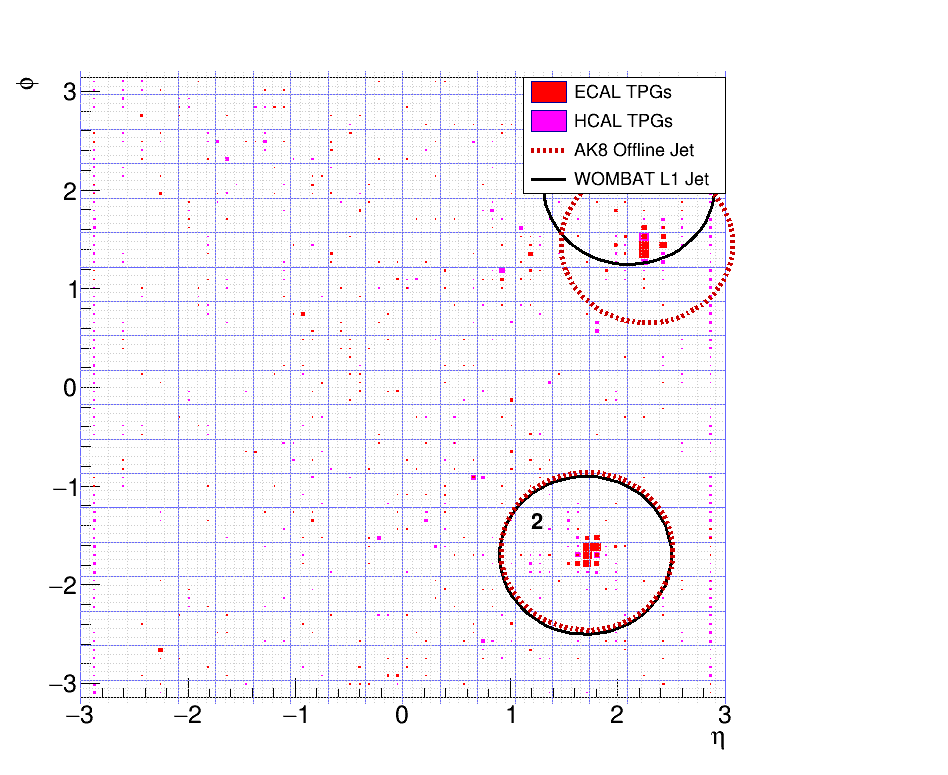 ϕ
3
2
1
0
−1
−2
−3
ECAL TPGs
HCAL TPGs
AK8 Offline Jet
WOMBAT L1 Jet
2
−3 −2 −1 0 1 2 3
η